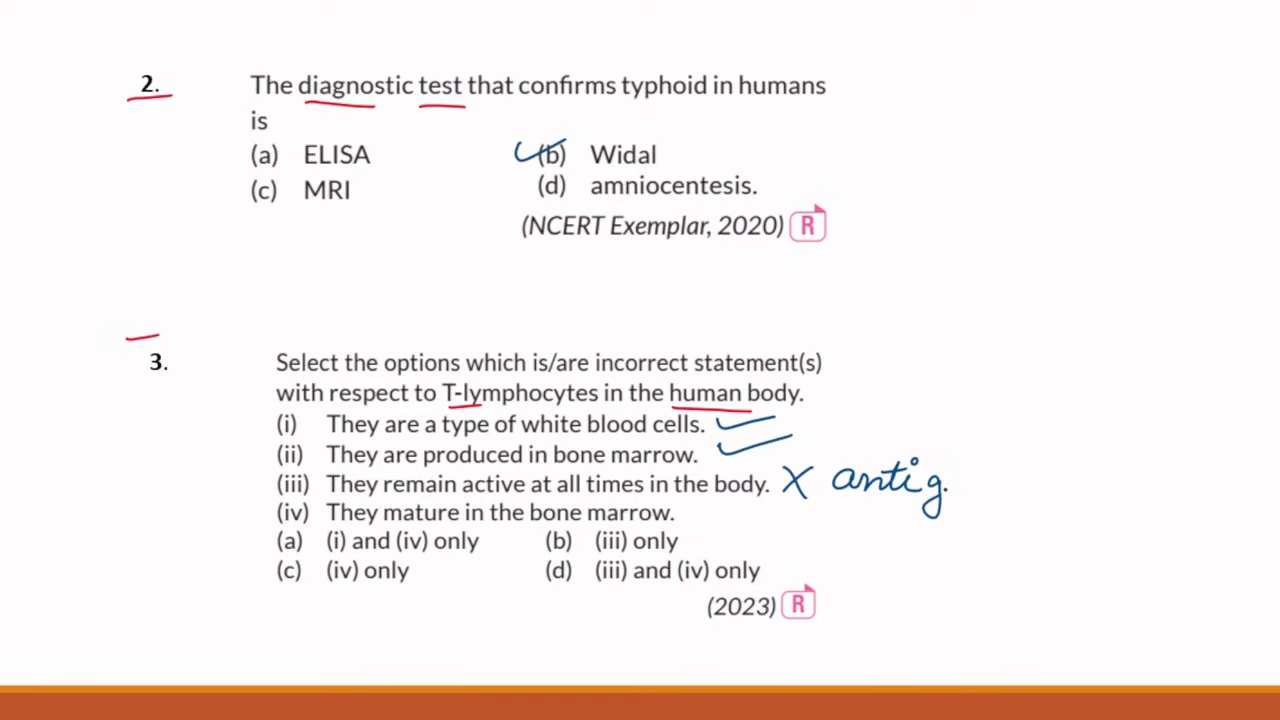 2. The diagnostic test that confirms typhoid in humans
is
(a) ELISA (b) Widal
(c) MRI (d) amniocentesis.
(NCERT Exemplar, 2020) R
3. Select the options which is/are incorrect statement(s)
with respect to T-lymphocytes in the human body.
(i) They are a type of white blood cells.
(ii) They are produced in bone marrow.
(iii) They remain active at all times in the body. X antig.
(iv) They mature in the bone marrow.
(a) (i) and (iv) only (b) (iii) only
(c) (iv) only (d) (iii) and (iv) only
(2023) R